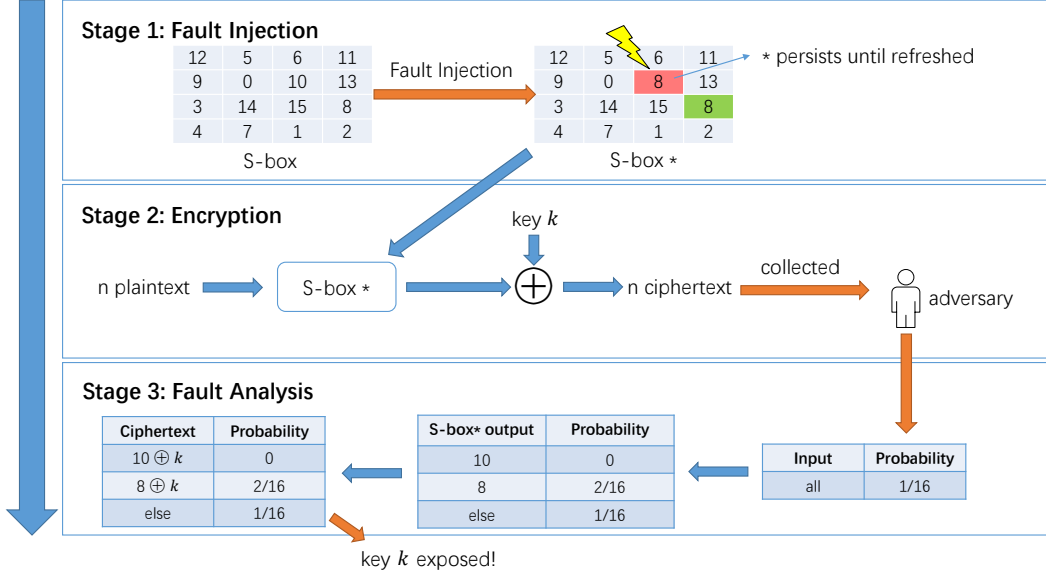 Stage 1: Fault Injection
12 5 6 11
9 0 10 13
3 14 15 8
4 7 1 2
S-box
Fault Injection
12 5 6 11
9 0 8 13
3 14 15 8
4 7 1 2
S-box *
* persists until refreshed
Stage 2: Encryption
key k
n plaintext
S-box *
n ciphertext
collected
adversary
Stage 3: Fault Analysis
Ciphertext Probability
10 ⊕ k 0
8 ⊕ k 2/16
else 1/16
S-box* output Probability
10 0
8 2/16
else 1/16
Input Probability
all 1/16
key k exposed!